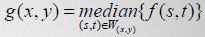 g(x, y) = median{f(s,t)}
(s,t)∈W(x,y)